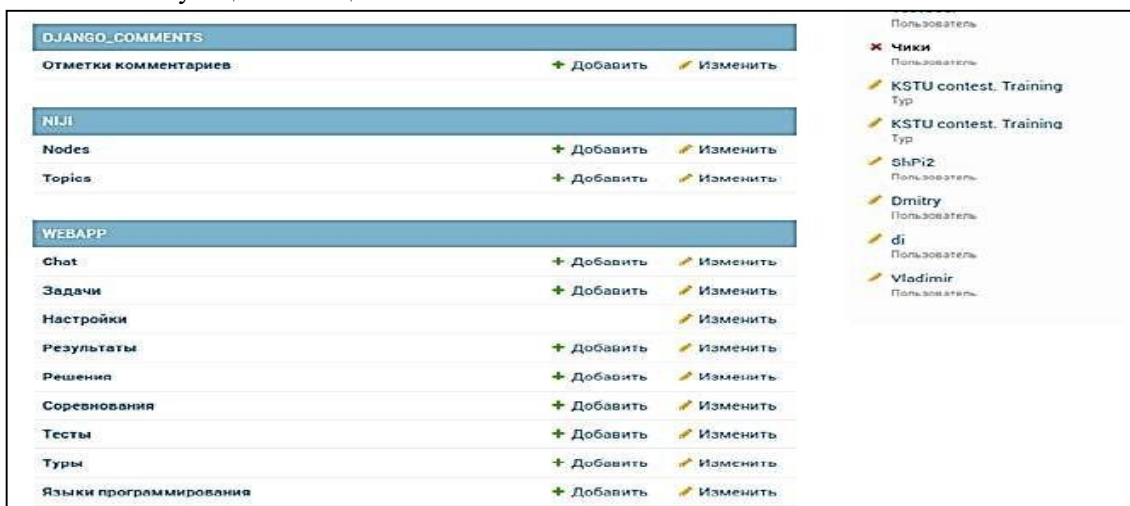 DJANGO_COMMENTS
Отметки комментариев + Добавить Изменить
NIJI
Nodes + Добавить Изменить
Topics + Добавить Изменить
WEBAPP
Chat + Добавить Изменить
Задачи + Добавить Изменить
Настройки Изменить
Результаты + Добавить Изменить
Решения + Добавить Изменить
Соревнования + Добавить Изменить
Тесты + Добавить Изменить
Туры + Добавить Изменить
Языки программирования + Добавить Изменить
Пользователь
Чики
Пользователь
KSTU contest. Training
Тур
KSTU contest. Training
Тур
ShPi2
Пользователь
Dmitry
Пользователь
di
Пользователь
Vladimir
Пользователь